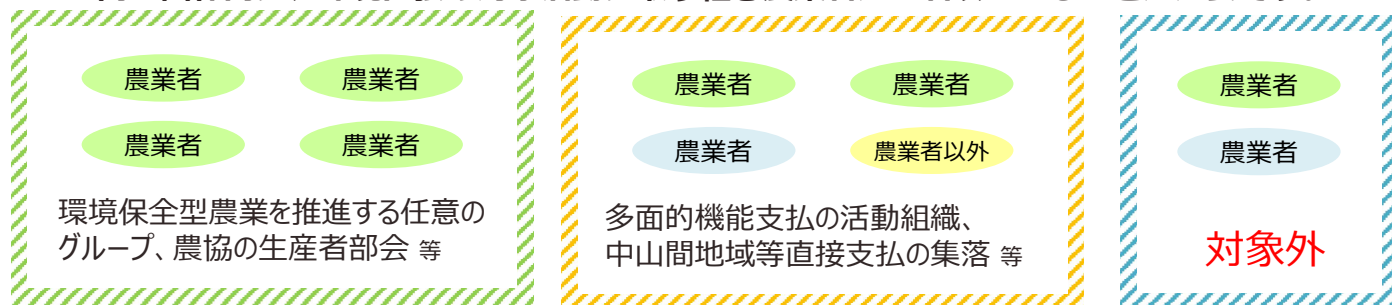 農業者
農業者
農業者
農業者
環境保全型農業を推進する任意の
グループ、農協の生産者部会 等
農業者
農業者
農業者
農業者以外
多面的機能支払の活動組織、
中山間地域等直接支払の集落 等
農業者
農業者
対象外